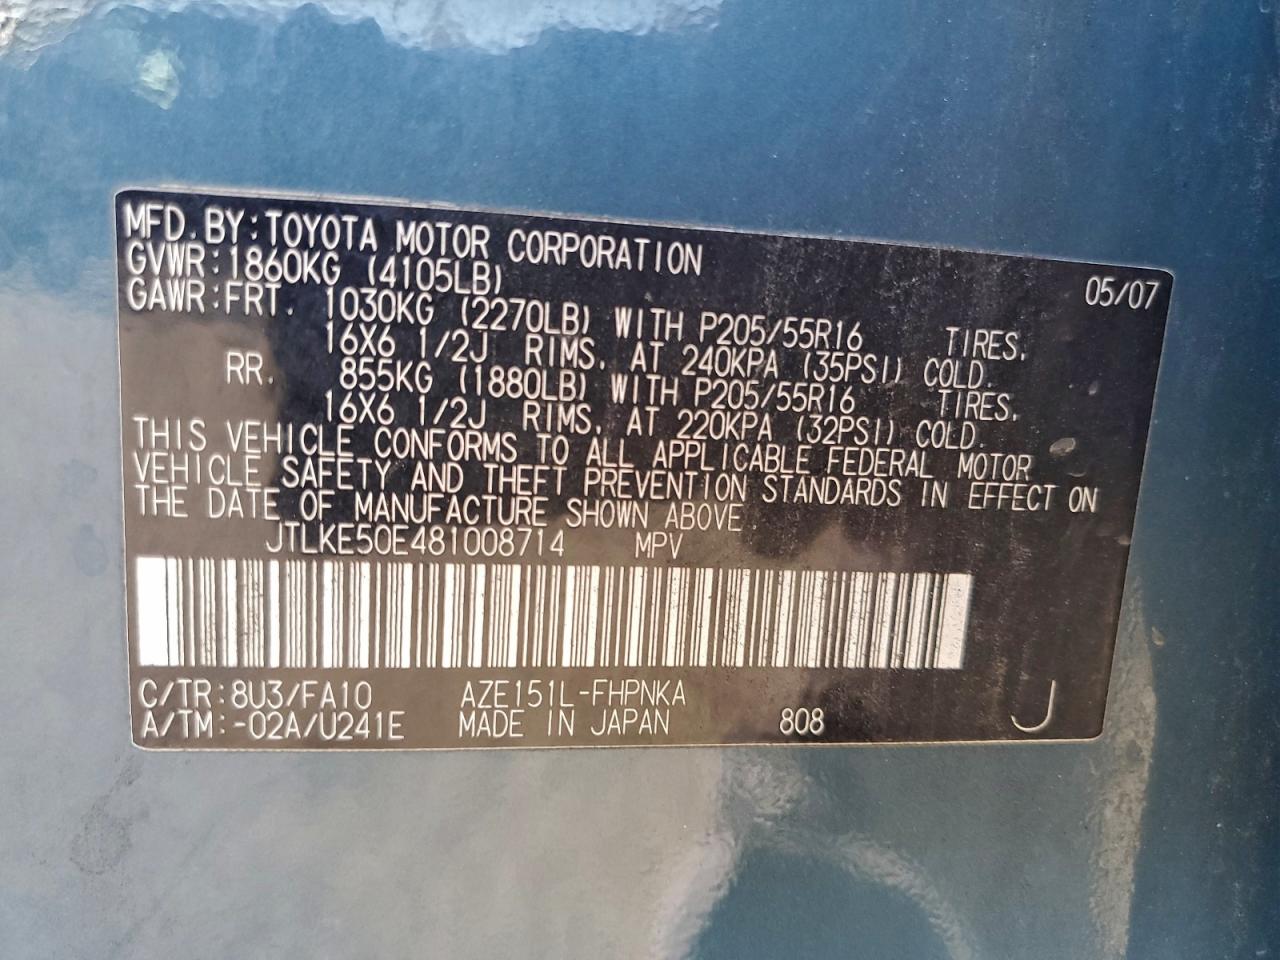 MFD. BY: TOYOTA MOTOR CORPORATION 05/07
GVWR: 1860KG (4105LB)
GAWR: FRT. 1030KG (2270LB) WITH P205/55R16 TIRES,
16X6 1/2J RIMS, AT 240KPA (35PSI) COLD.
RR. 855KG (1880LB) WITH P205/55R16 TIRES,
16X6 1/2J RIMS, AT 220KPA (32PSI) COLD.
THIS VEHICLE CONFORMS TO ALL APPLICABLE FEDERAL MOTOR
VEHICLE SAFETY AND THEFT PREVENTION STANDARDS IN EFFECT ON
THE DATE OF MANUFACTURE SHOWN ABOVE.
JTLKE50E481008714 MPV
C/TR: 8U3/FA10 AZE151L-FHPNKA
A/TM: -02A/U241E MADE IN JAPAN 808 J